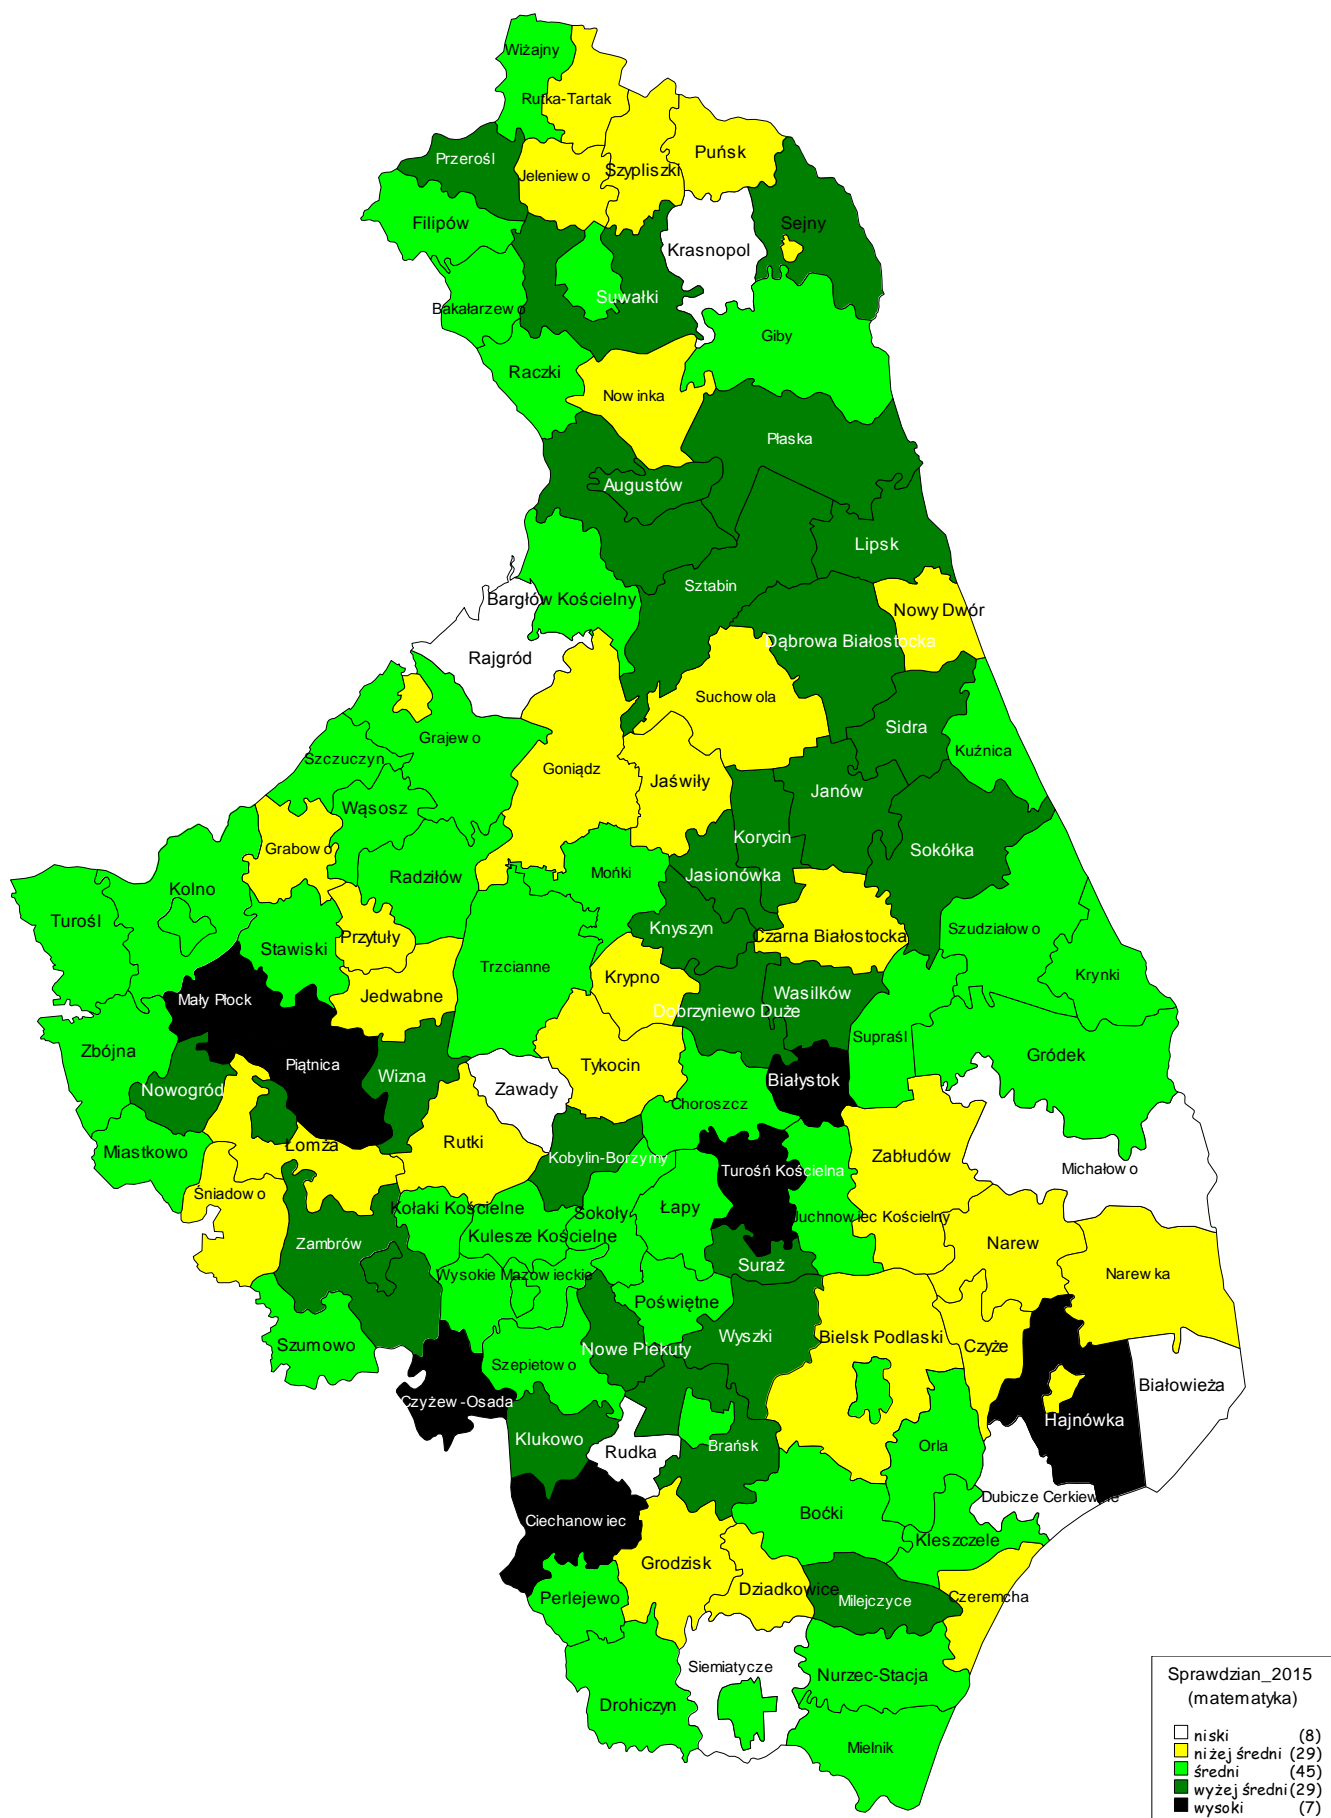 Wiżajny
Rutka-Tartak
Puńsk
Przerośl
Jeleniewo
Szypliszki
Filipów
Sejny
Krasnopol
Suwałki
Bakałarzewo
Giby
Raczki
Nowinka
Płaska
Augustów
Lipsk
Sztabin
Bargłów Kościelny
Nowy Dwór
Dąbrowa Białostocka
Rajgród
Suchowola
Sidra
Grajewo
Kuźnica
Szczuczyn
Goniądz
Jaświły
Janów
Wąsosz
Korycin
Grabowo
Sokółka
Radziłów
Mońki
Jasionówka
Kolno
Turośl
Stawiski
Przytuły
Knyszyn
Czarna Białostocka
Szudziałowo
Trzcianne
Krynki
Mały Płock
Jedwabne
Krypno
Wasilków
Dobrzyniewo Duże
Zbójna
Piątnica
Supraśl
Gródek
Nowogród
Wizna
Zawady
Tykocin
Białystok
Choroszcz
Miastkowo
Łomża
Rutki
Kobylin-Borzymy
Turośń Kościelna
Zabłudów
Michałowo
Śniadowo
Kołaki Kościelne
Sokoły
Łapy
Juchnowiec Kościelny
Kulesze Kościelne
Zambrów
Narew
Suraż
Wysokie Mazowieckie
Narewka
Poświętne
Szumowo
Szepietowo
Nowe Piekuty
Wyszki
Bielsk Podlaski
Czyże
Białowieża
Czyżew-Osada
Hajnówka
Klukowo
Rudka
Brańsk
Orla
Dubicze Cerkiewne
Ciechanowiec
Boćki
Kleszczele
Grodzisk
Dziadkowice
Perlejewo
Milejczyce
Czeremcha
Siemiatycze
Nurzec-Stacja
Drohiczyn
Mielnik
Sprawdzian_2015
(matematyka)
niski (8)
niżej średni (29)
średni (45)
wyżej średni (29)
wysoki (7)